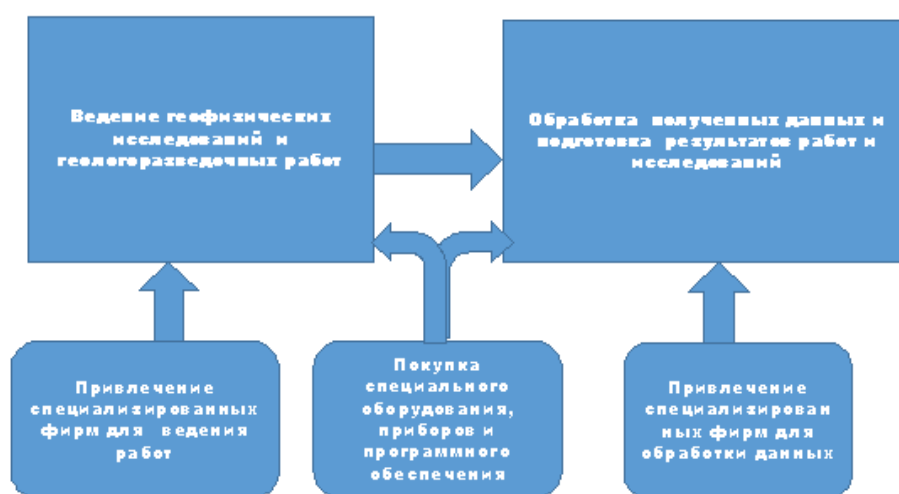 Ведение геофизических
исследований и
геологоразведочных работ
Обработка полученных данных и
подготовка результатов работ и
исследований
Привлечение
специализированных
фирм для ведения
работ
Покупка
специального
оборудования,
приборов и
программного
обеспечения
Привлечение
специализирован
ных фирм для
обработки данных